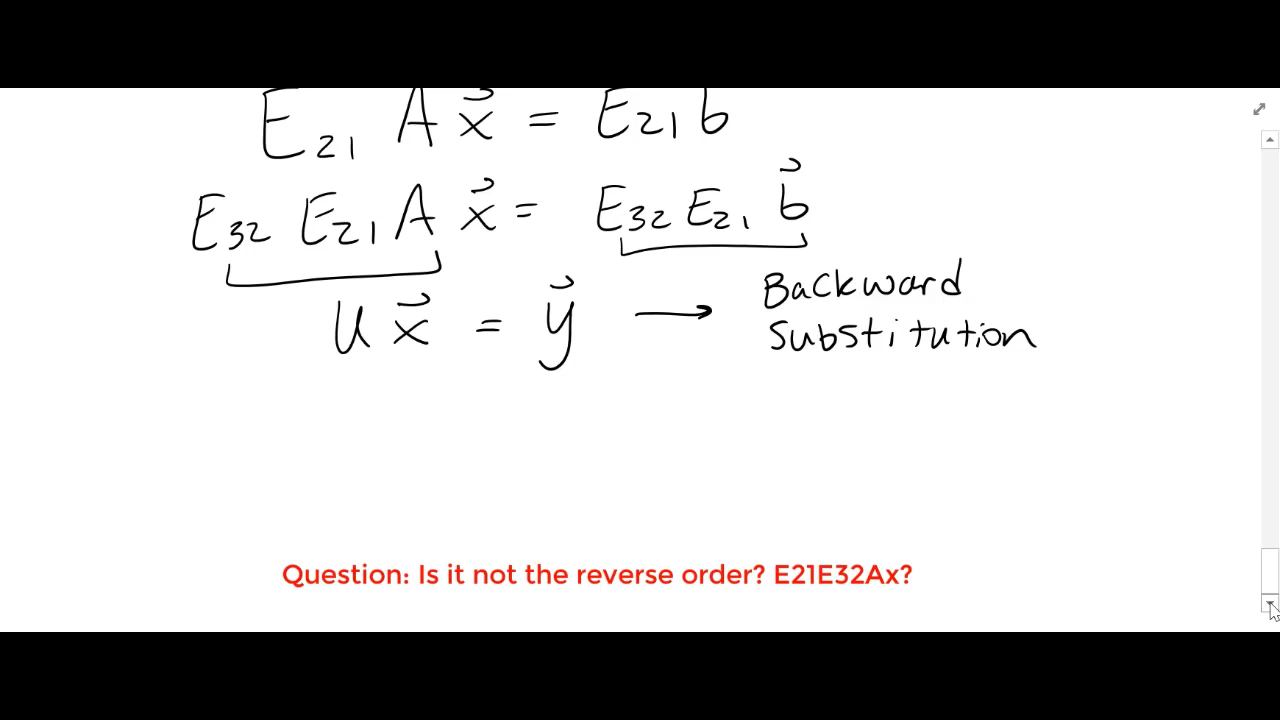 E₂₁ A x⃗ = E₂₁ b
E₃₂ E₂₁ A x⃗ = E₃₂ E₂₁ b⃗
U x⃗ = y⃗ → Backward
Substitution
Question: Is it not the reverse order? E21E32Ax?